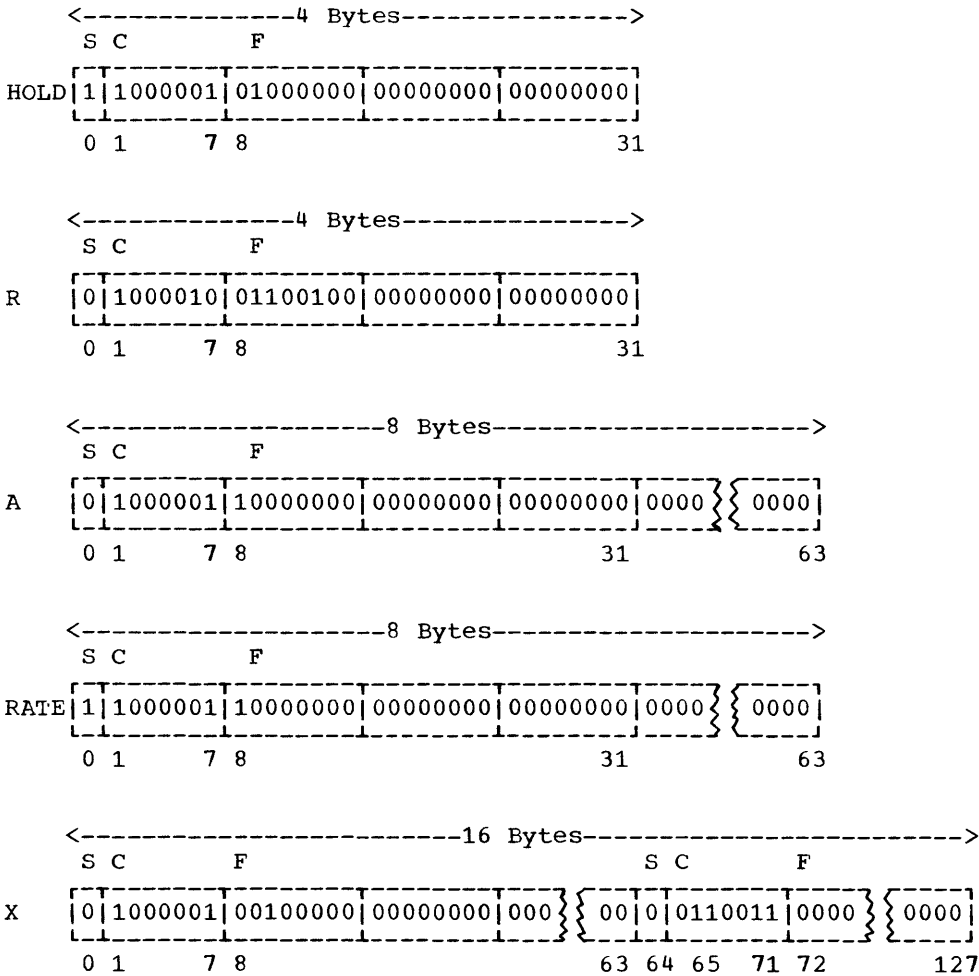 <--------------4 Bytes--------------->
S C F
HOLD|1|1000001|01000000|00000000|00000000|
0 1 7 8 31
<--------------4 Bytes--------------->
S C F
R |0|1000010|01100100|00000000|00000000|
0 1 7 8 31
<--------------------8 Bytes--------------------->
S C F
A |0|1000001|10000000|00000000|00000000|0000 0000|
0 1 7 8 31 63
<--------------------8 Bytes--------------------->
S C F
RATE|1|1000001|10000000|00000000|00000000|0000 0000|
0 1 7 8 31 63
<-------------------------16 Bytes-------------------------->
S C F S C F
X |0|1000001|00100000|00000000|000 00|0|0110011|0000 0000|
0 1 7 8 63 64 65 71 72 127